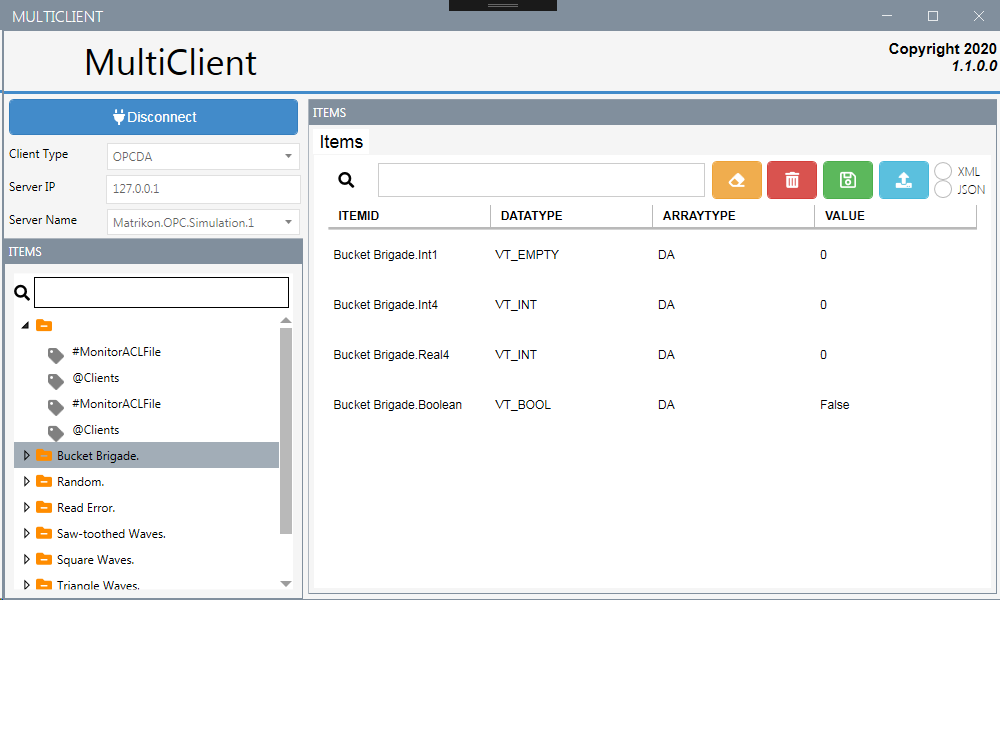 MULTICLIENT
MultiClient
Copyright 2020
1.1.0.0
Disconnect
Client Type
OPCDA
Server IP
127.0.0.1
Server Name
Matrikon.OPC.Simulation.1
ITEMS
#MonitorACLFile
@Clients
#MonitorACLFile
@Clients
Bucket Brigade.
Random.
Read Error.
Saw-toothed Waves.
Square Waves.
Triangle Waves.
ITEMS
Items
XML
JSON
ITEMID DATATYPE ARRAYTYPE VALUE
Bucket Brigade.Int1 VT_EMPTY DA 0
Bucket Brigade.Int4 VT_INT DA 0
Bucket Brigade.Real4 VT_INT DA 0
Bucket Brigade.Boolean VT_BOOL DA False